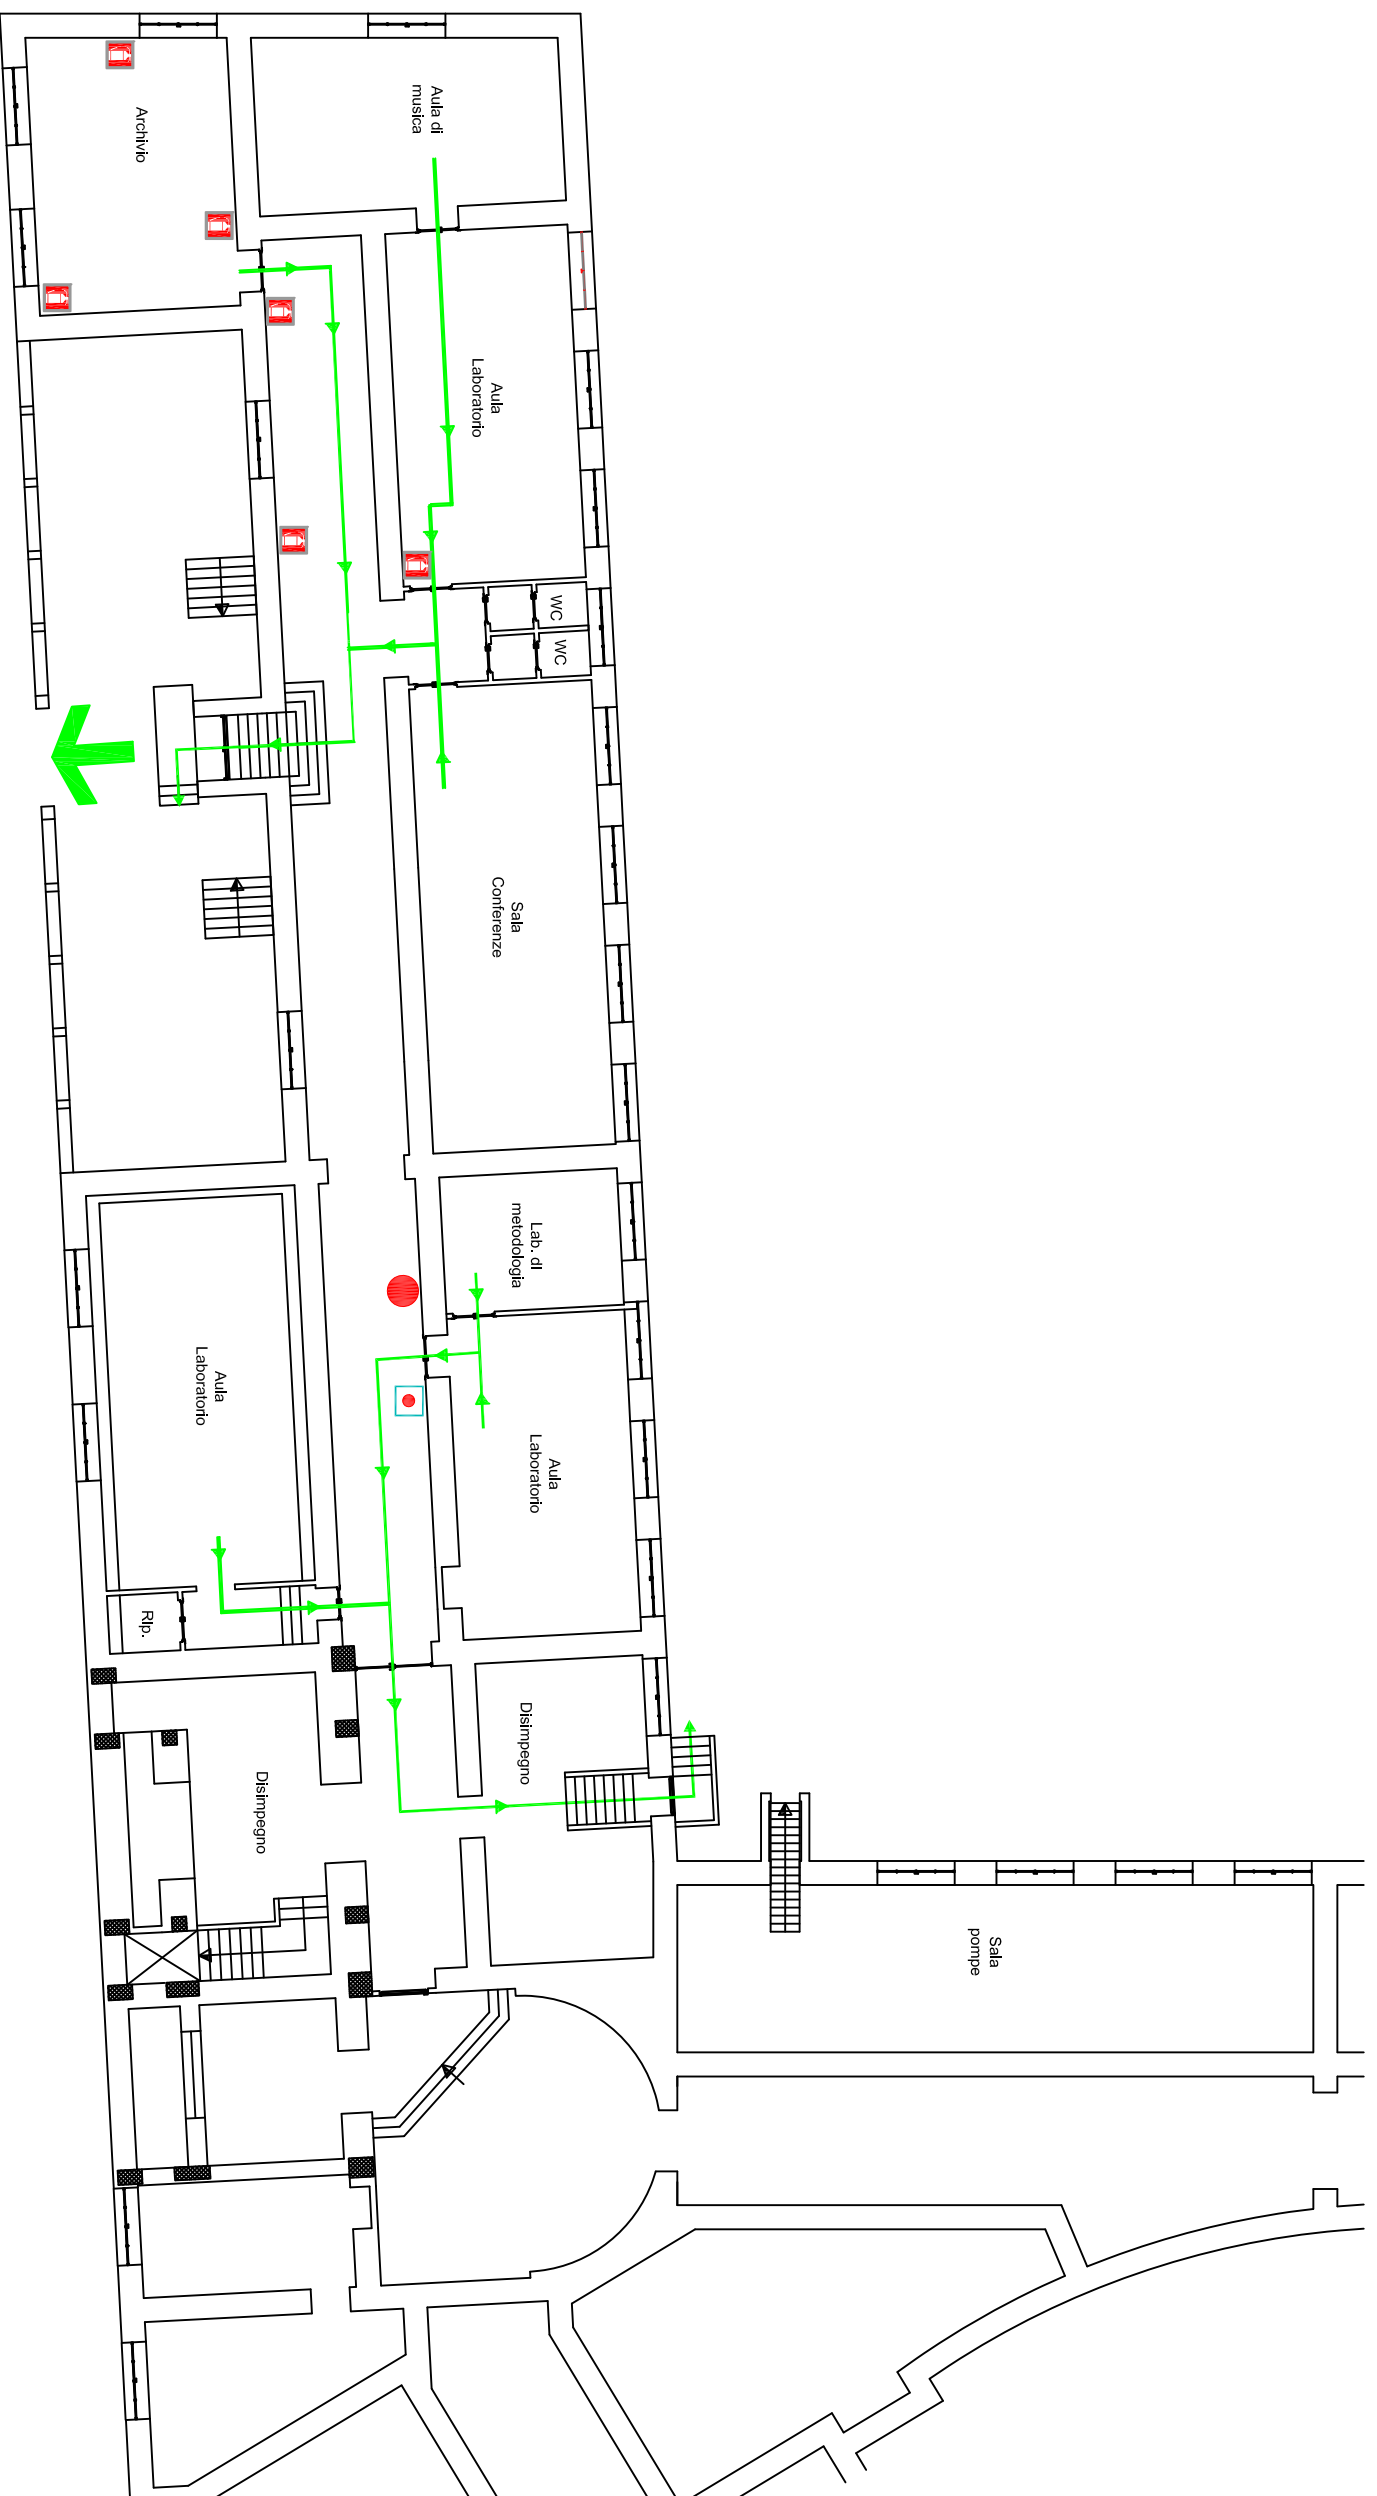 Archivio
Aula di
musica
Aula
Laboratorio
WC
WC
Sala
Conferenze
Lab. di
metodologia
Aula
Laboratorio
Aula
Laboratorio
Rip.
Disimpegno
Disimpegno
Sala
pompe